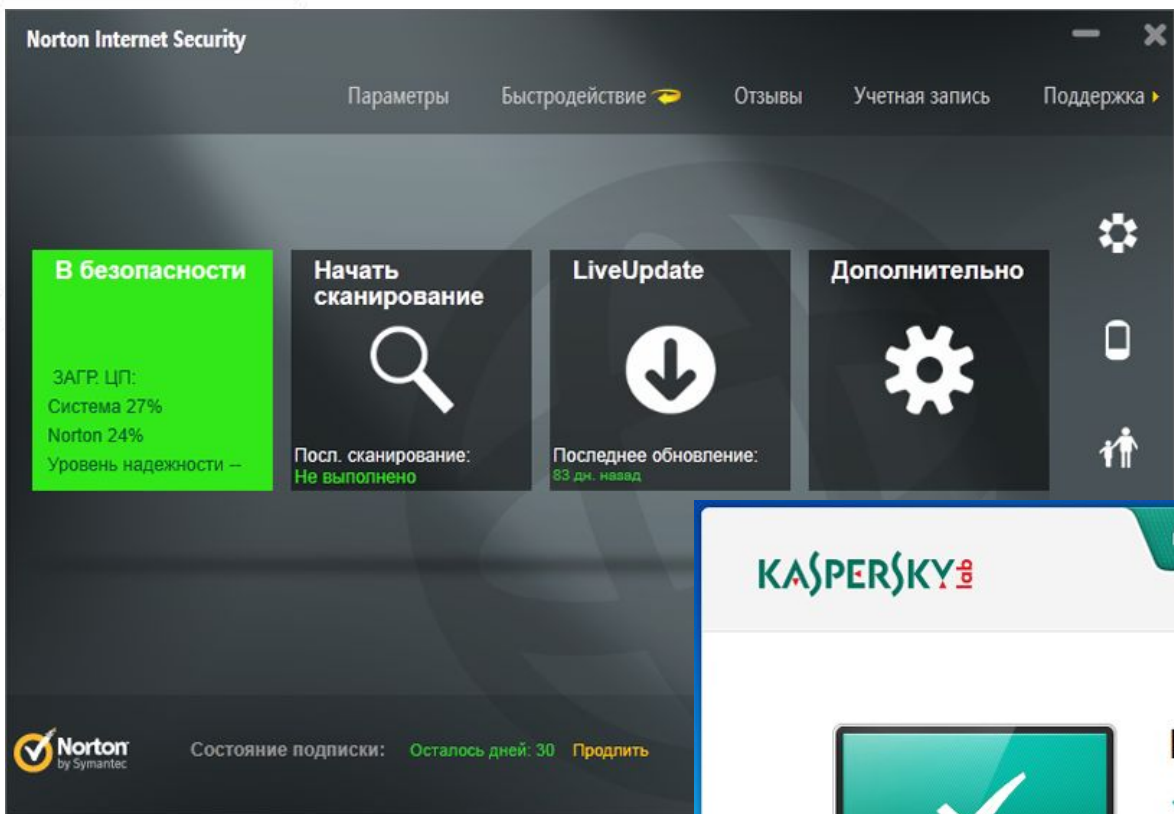 Norton Internet Security
Параметры Быстродействие Отзывы Учетная запись Поддержка
В безопасности
ЗАГР. ЦП:
Система 27%
Norton 24%
Уровень надежности --
Начать
сканирование
Посл. сканирование:
Не выполнено
LiveUpdate
Последнее обновление:
83 дн. назад
Дополнительно
KASPERSKY lab
Norton
by Symantec
Состояние подписки: Осталось дней: 30 Продлить